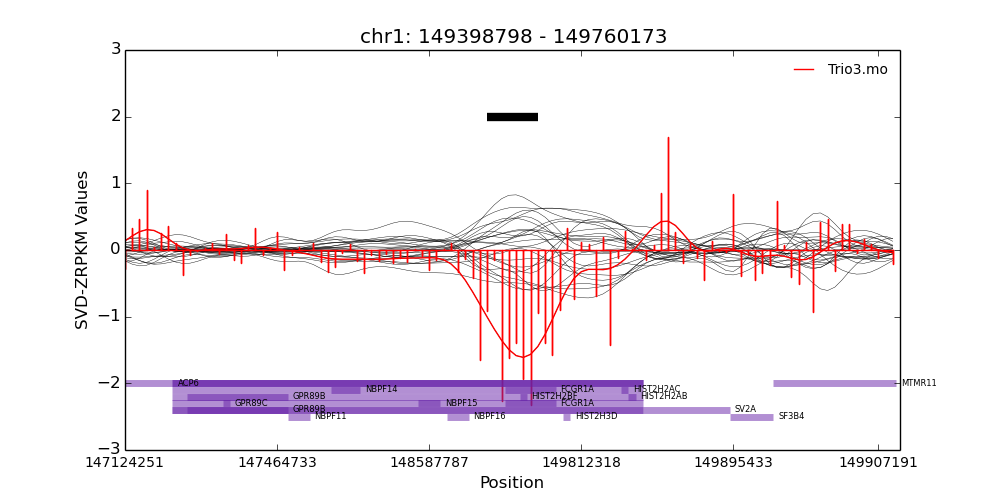 chr1: 149398798 - 149760173
Trio3.mo
SVD-ZRPKM Values
3
2
1
0
−1
−2
−3
ACP6 MTMR11
NBPF14 FCGR1A HIST2H2AC
GPR89B HIST2H2BF HIST2H2AB
GPR89C NBPF15 FCGR1A
GPR89B SV2A
NBPF11 NBPF16 HIST2H3D SF3B4
147124251 147464733 148587787 149812318 149895433 149907191
Position